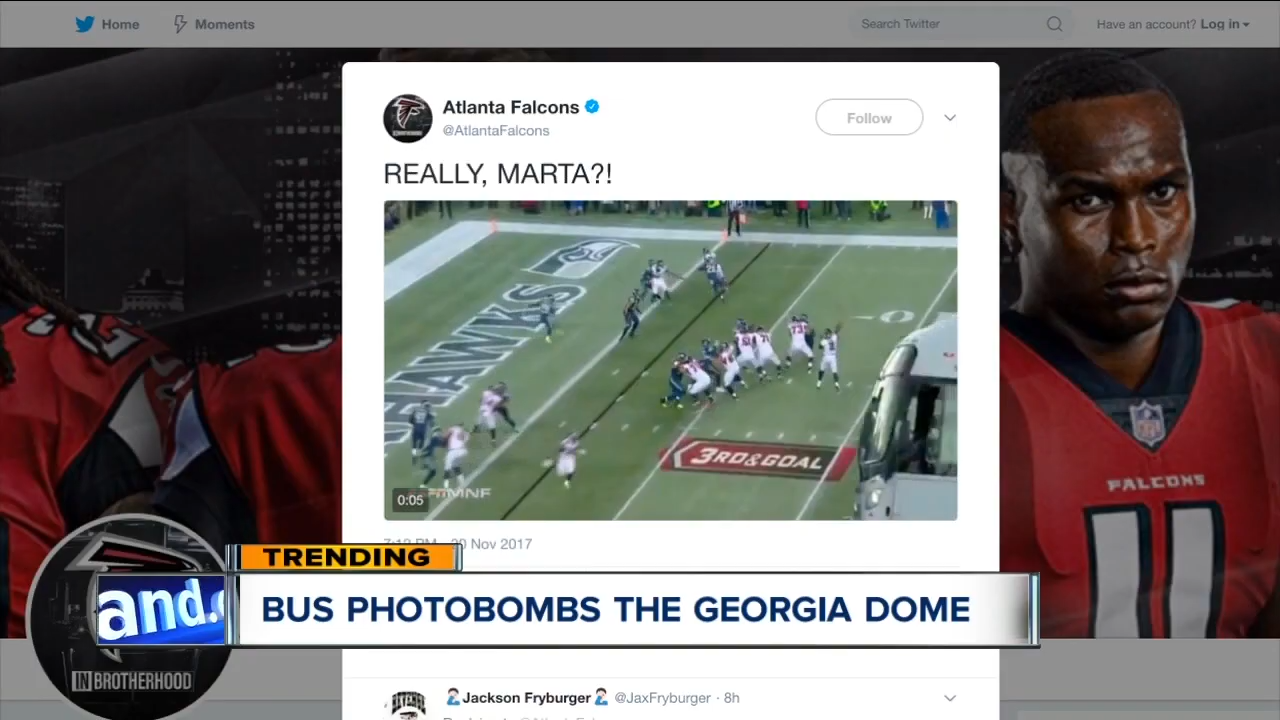 Home
Moments
Search Twitter
Have an account? Log in
Atlanta Falcons
@AtlantaFalcons
Follow
REALLY, MARTA?!
HAWKS
3RD&GOAL
0:05
MNF
20 Nov 2017
FALCONS
11
TRENDING
and.
BUS PHOTOBOMBS THE GEORGIA DOME
IN BROTHERHOOD
Jackson Fryburger
@JaxFryburger · 8h